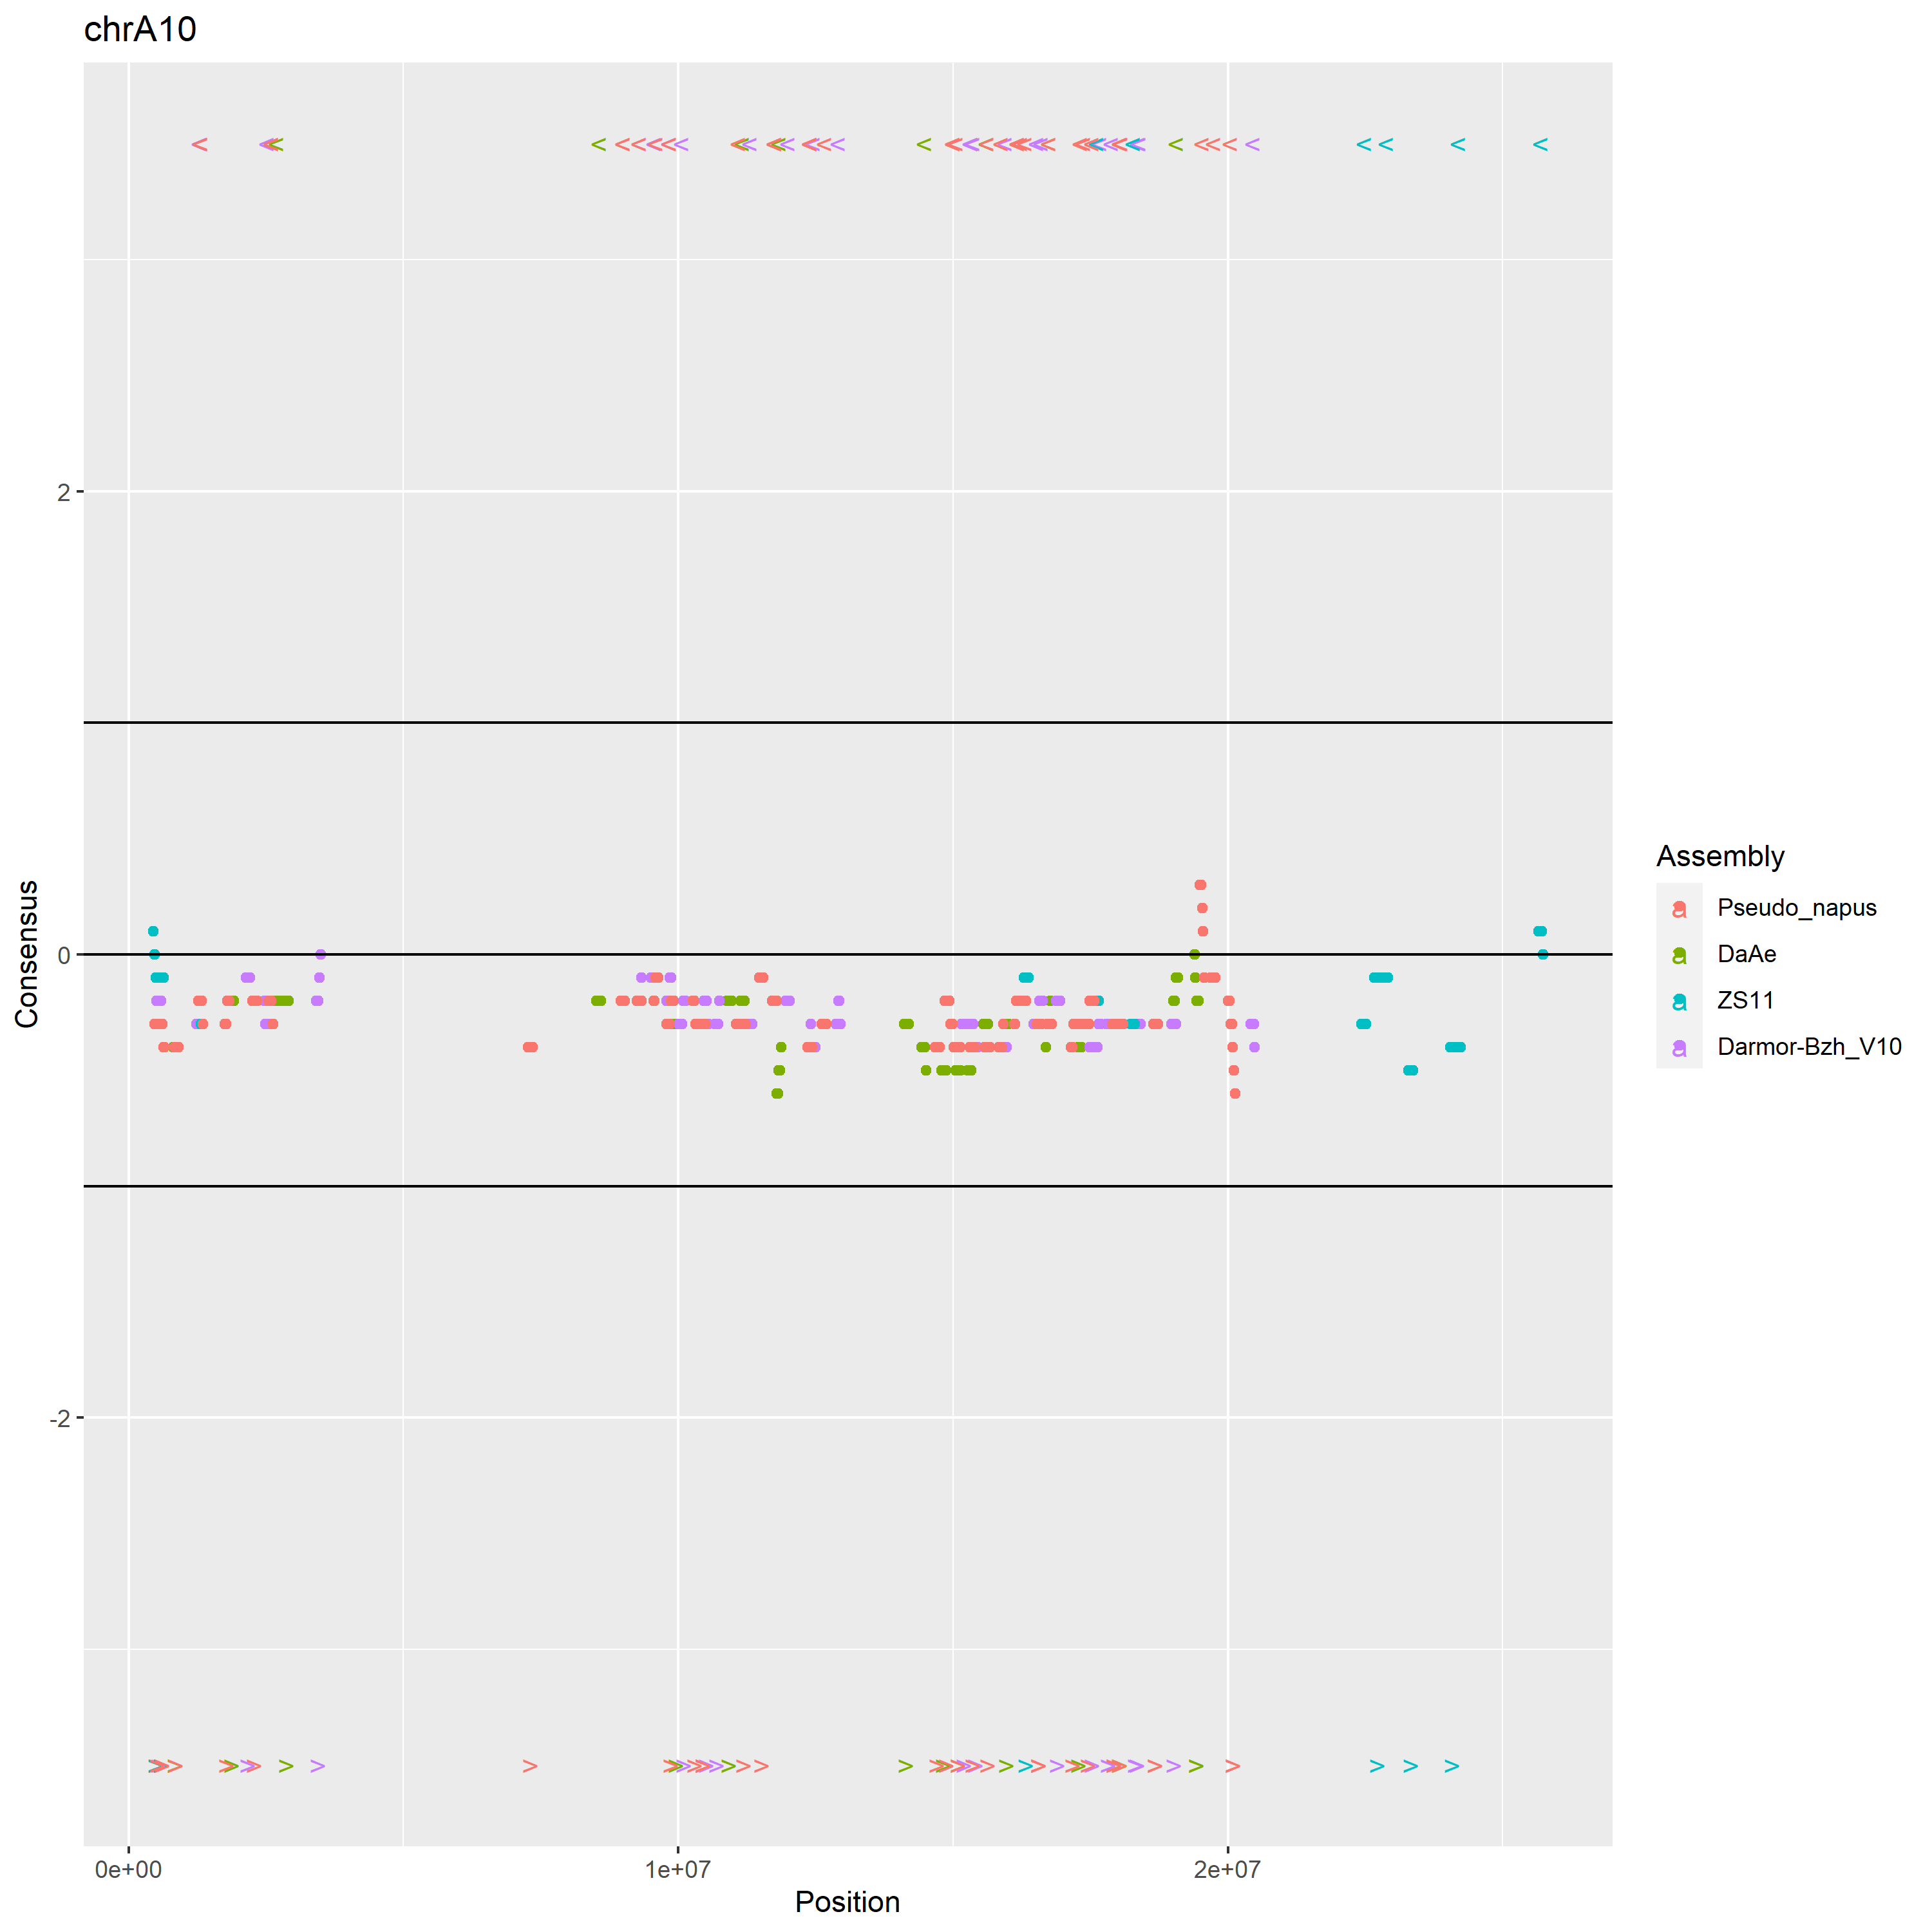 chrA10
2
0
-2
Consensus
0e+00
1e+07
2e+07
Position
Assembly
a Pseudo_napus
a DaAe
a ZS11
a Darmor-Bzh_V10